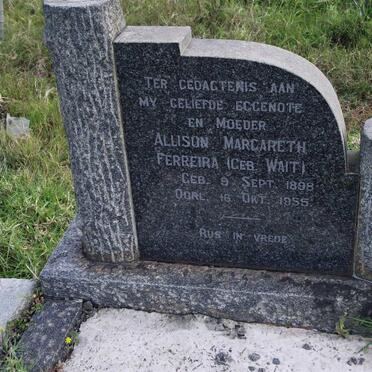 TER GEDAGTENIS AAN
MY GELIEFDE EGGENOTE
EN MOEDER
ALLISON MARGARETH
FERREIRA (GEB. WAIT)
GEB. 9 SEPT. 1898
OORL. 16 OKT. 1955
RUS IN VREDE